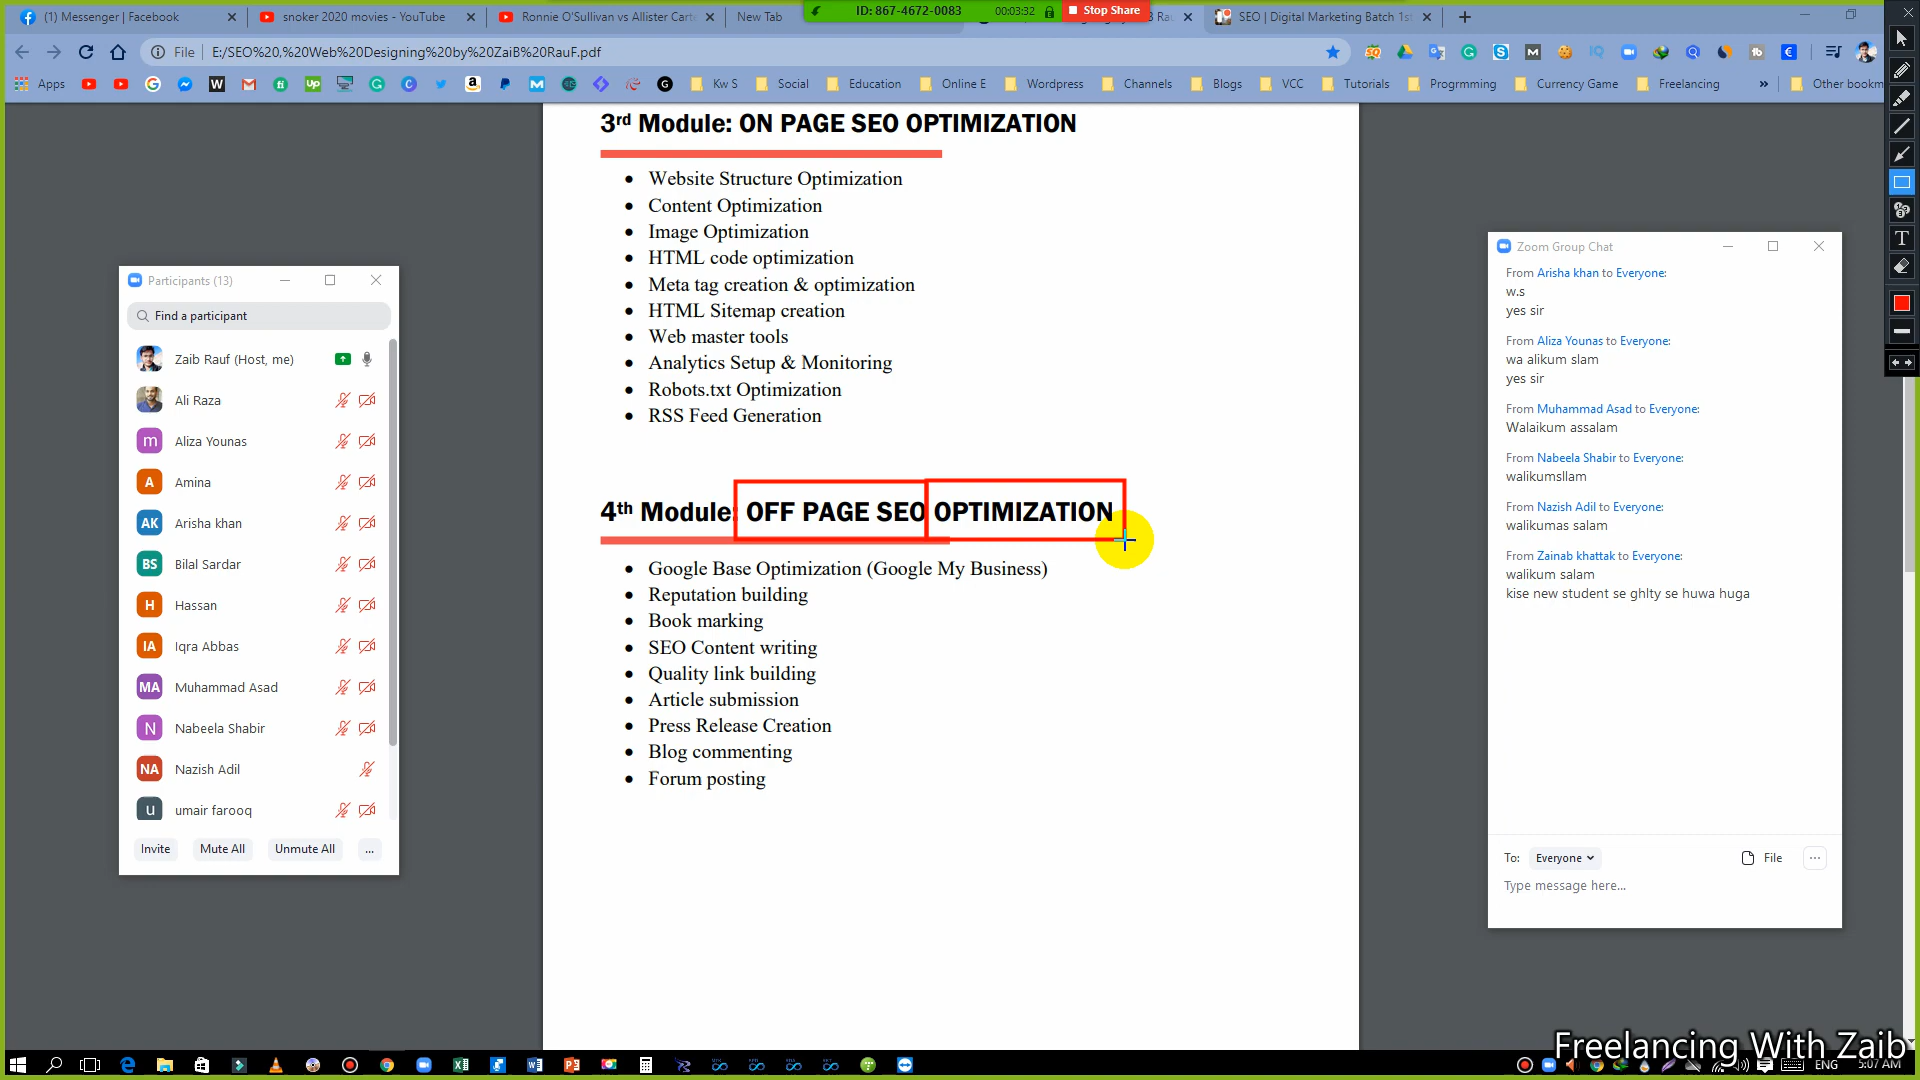 (1) Messenger | Facebook
snoker 2020 movies - YouTube
Ronnie O'Sullivan vs Allister Carte
New Tab
ID: 867-4672-0083
00:03:32
Stop Share
B Rau
SEO | Digital Marketing Batch 1st
File
E:/SEO%20,%20Web%20Designing%20by%20ZaiB%20RauF.pdf
Apps
Kw S
Social
Education
Online E
Wordpress
Channels
Blogs
VCC
Tutorials
Progrmming
Currency Game
Freelancing
»
Other bookm
3rd Module: ON PAGE SEO OPTIMIZATION
• Website Structure Optimization
• Content Optimization
• Image Optimization
• HTML code optimization
• Meta tag creation & optimization
• HTML Sitemap creation
• Web master tools
• Analytics Setup & Monitoring
• Robots.txt Optimization
• RSS Feed Generation
4th Module: OFF PAGE SEO OPTIMIZATION
• Google Base Optimization (Google My Business)
• Reputation building
• Book marking
• SEO Content writing
• Quality link building
• Article submission
• Press Release Creation
• Blog commenting
• Forum posting
Participants (13)
Find a participant
Zaib Rauf (Host, me)
Ali Raza
m Aliza Younas
A Amina
AK Arisha khan
BS Bilal Sardar
H Hassan
IA Iqra Abbas
MA Muhammad Asad
N Nabeela Shabir
NA Nazish Adil
u umair farooq
Invite
Mute All
Unmute All
...
Zoom Group Chat
From Arisha khan to Everyone:
w.s
yes sir
From Aliza Younas to Everyone:
wa alikum slam
yes sir
From Muhammad Asad to Everyone:
Walaikum assalam
From Nabeela Shabir to Everyone:
walikumsllam
From Nazish Adil to Everyone:
walikumas salam
From Zainab khattak to Everyone:
walikum salam
kise new student se ghlty se huwa huga
To: Everyone
File
Type message here...
Freelancing With Zaib
ENG
5:07 AM